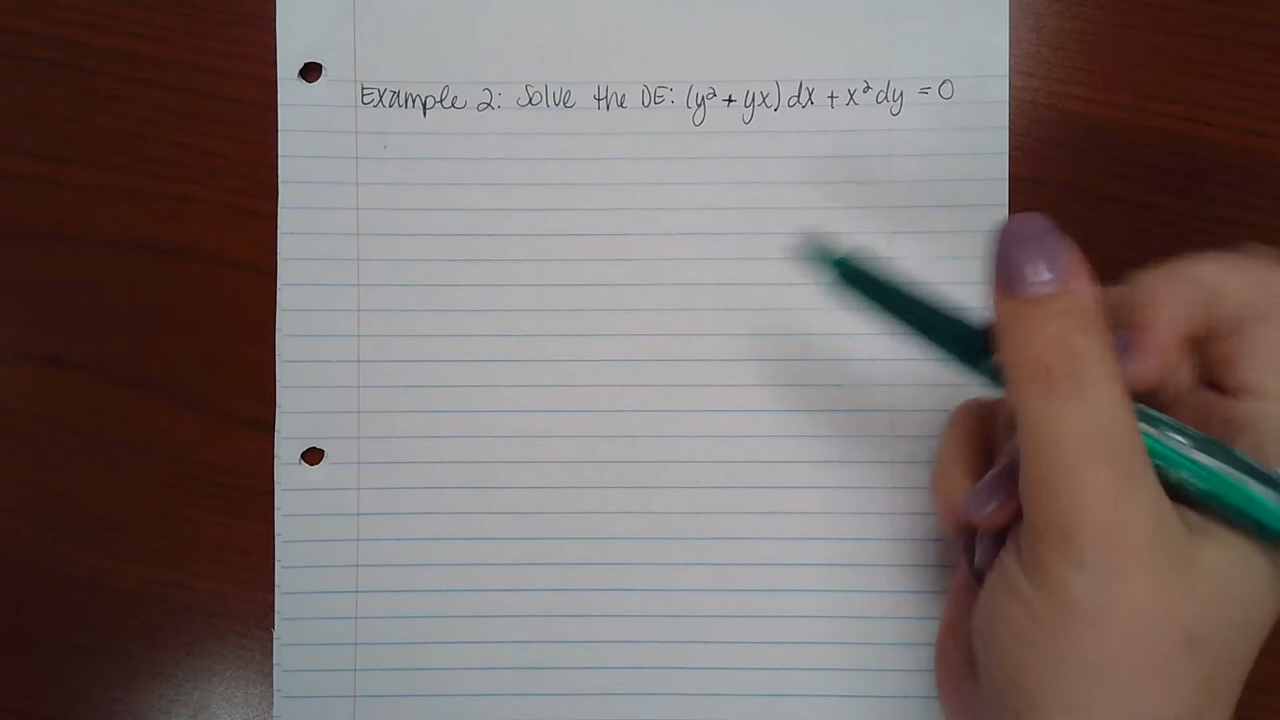 Example 2: Solve the DE: (y² + yx) dx + x² dy = 0